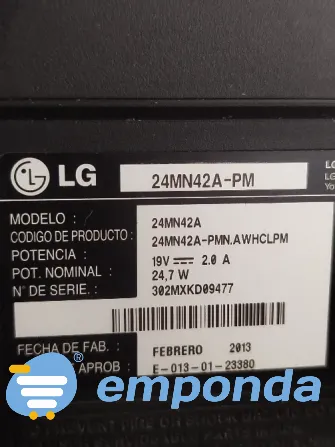 LG 24MN42A-PM
MODELO : 24MN42A
CODIGO DE PRODUCTO : 24MN42A-PMN.AWHCLPM
POTENCIA : 19V 2.0 A
POT. NOMINAL : 24.7 W
N° DE SERIE. : 302MXKD09477
FECHA DE FAB. : FEBRERO 2013
APROB : E-013-01-23380
emponda